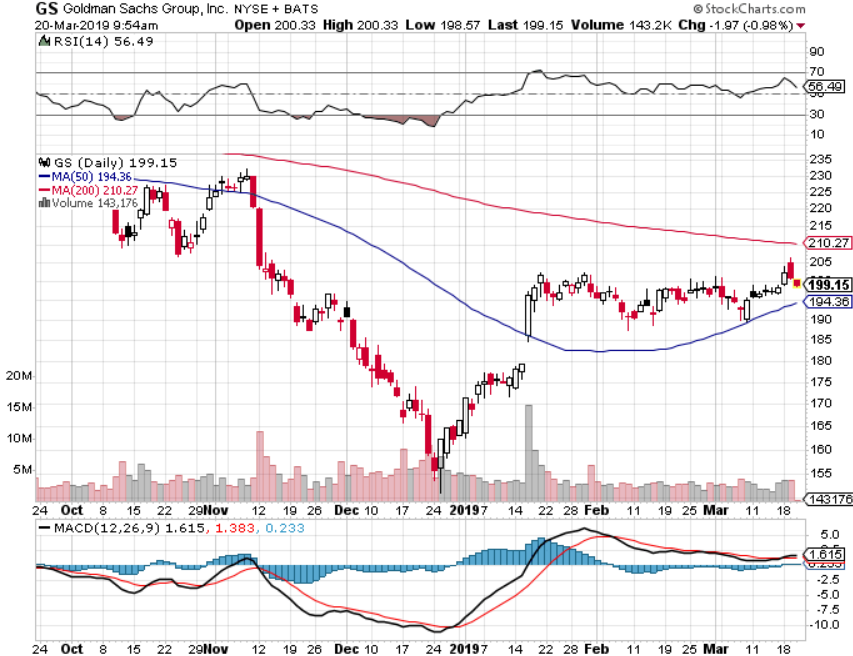 GS Goldman Sachs Group, Inc. NYSE + BATS © StockCharts.com
20-Mar-2019 9:54am Open 200.33 High 200.33 Low 198.57 Last 199.15 Volume 143.2K Chg -1.97 (-0.98%)
RSI(14) 56.49
90
70
56.49
30
10
GS (Daily) 199.15
MA(50) 194.36
MA(200) 210.27
Volume 143,176
235
230
225
220
215
210.27
205
199.15
194.36
190
185
180
175
170
165
160
155
143176
20M
15M
10M
5M
24 Oct 8 15 22 29 Nov 12 19 26 Dec 10 17 24 2019 7 14 22 28 Feb 11 19 25 Mar 11 18
MACD(12,26,9) 1.615, 1.383, 0.233
5.0
1.615
-2.5
-5.0
-7.5
-10.0
24 Oct 8 15 22 29 Nov 12 19 26 Dec 10 17 24 2019 7 14 22 28 Feb 11 19 25 Mar 11 18